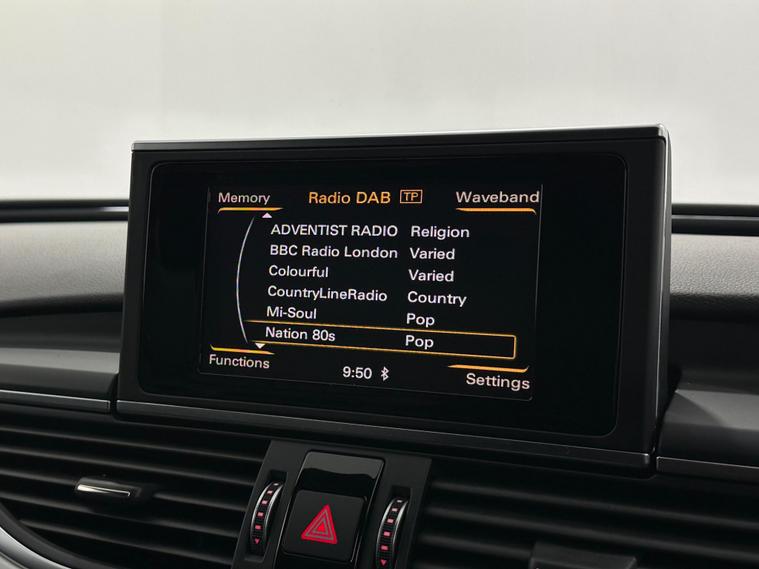 Memory Radio DAB TP Waveband
ADVENTIST RADIO Religion
BBC Radio London Varied
Colourful Varied
CountryLineRadio Country
Mi-Soul Pop
Nation 80s Pop
Functions 9:50 Settings